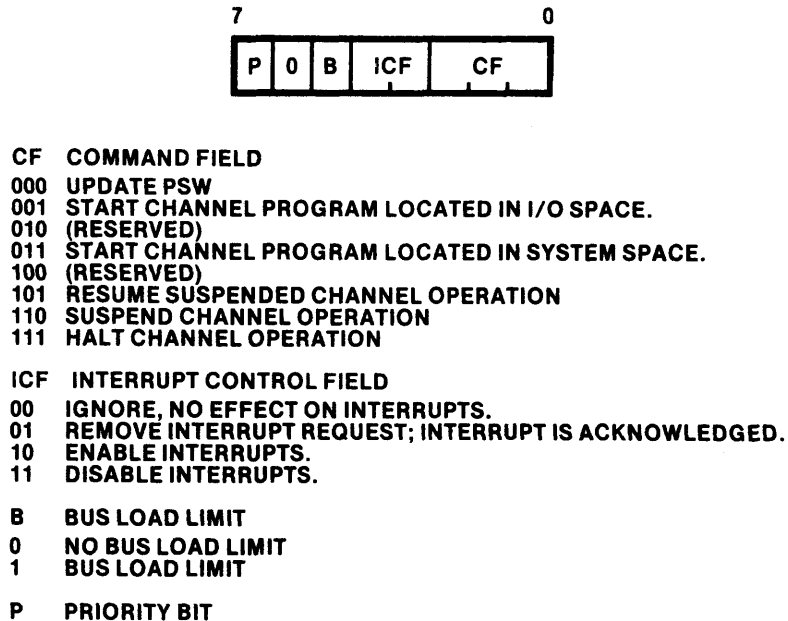 7 0
P 0 B ICF CF
CF COMMAND FIELD
000 UPDATE PSW
001 START CHANNEL PROGRAM LOCATED IN I/O SPACE.
010 (RESERVED)
011 START CHANNEL PROGRAM LOCATED IN SYSTEM SPACE.
100 (RESERVED)
101 RESUME SUSPENDED CHANNEL OPERATION
110 SUSPEND CHANNEL OPERATION
111 HALT CHANNEL OPERATION
ICF INTERRUPT CONTROL FIELD
00 IGNORE, NO EFFECT ON INTERRUPTS.
01 REMOVE INTERRUPT REQUEST; INTERRUPT IS ACKNOWLEDGED.
10 ENABLE INTERRUPTS.
11 DISABLE INTERRUPTS.
B BUS LOAD LIMIT
0 NO BUS LOAD LIMIT
1 BUS LOAD LIMIT
P PRIORITY BIT